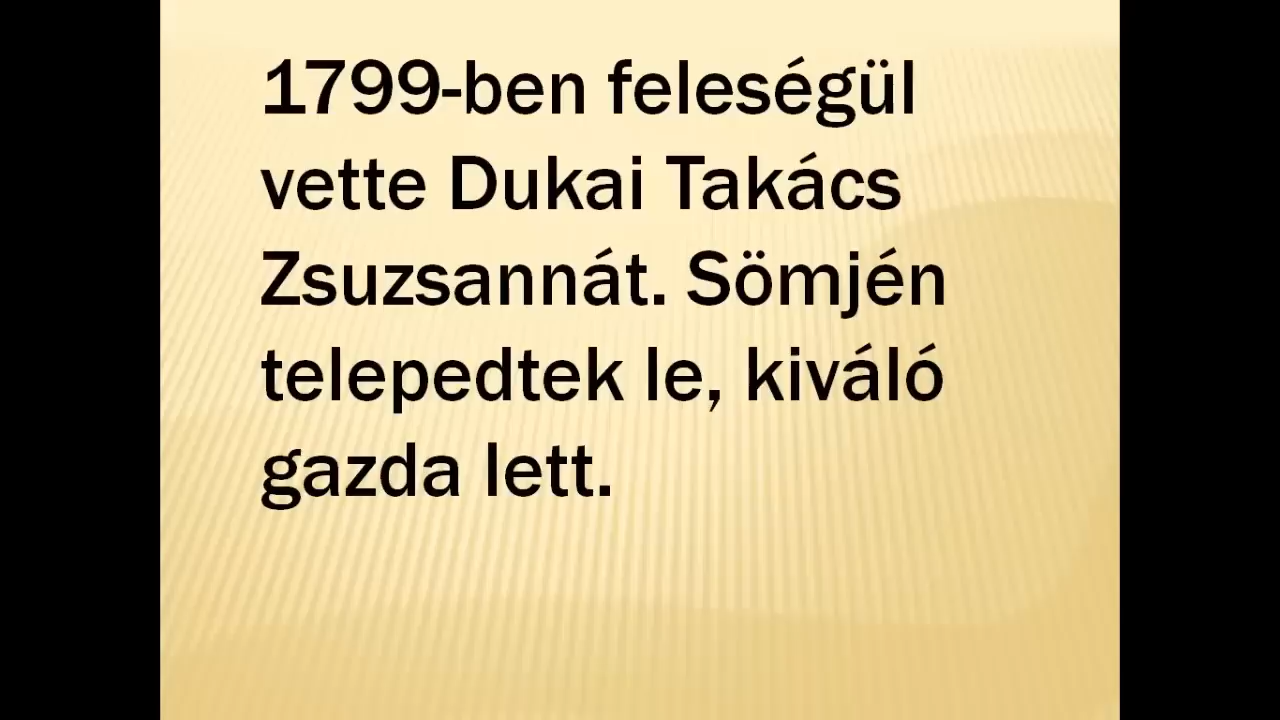 1799-ben feleségül
vette Dukai Takács
Zsuzsannát. Sömjén
telepedtek le, kiváló
gazda lett.